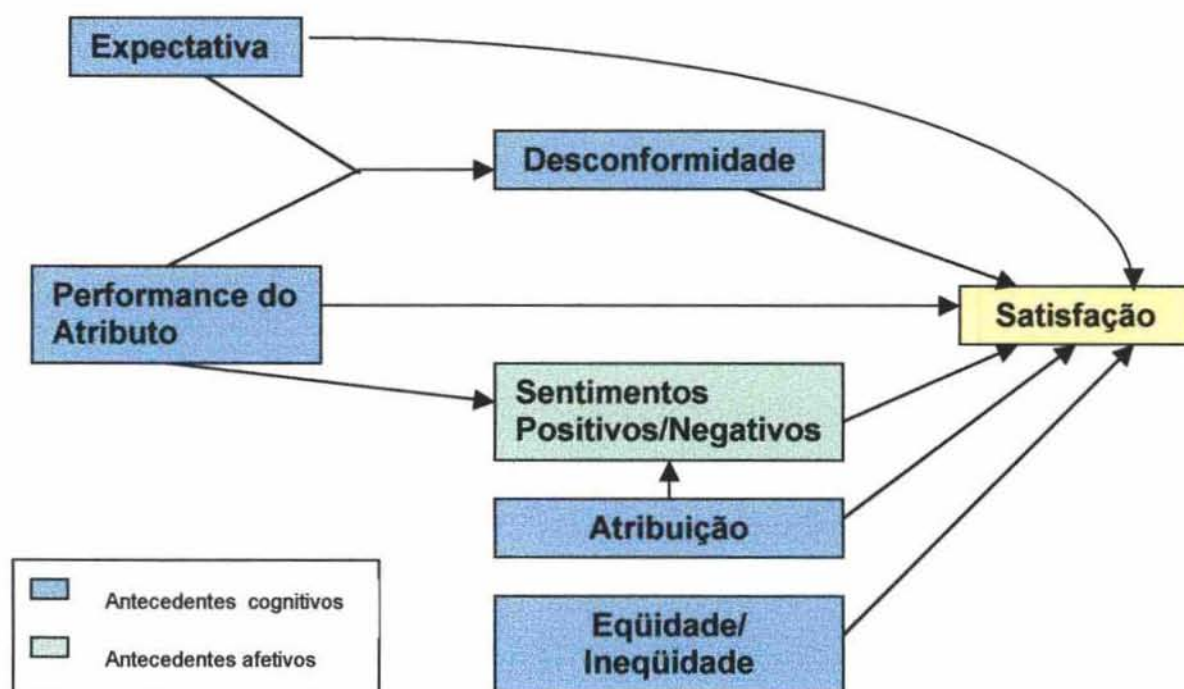 Expectativa
Desconformidade
Performance do
Atributo
Satisfação
Sentimentos
Positivos/Negativos
Atribuição
Eqüidade/
Ineqüidade
Antecedentes cognitivos
Antecedentes afetivos